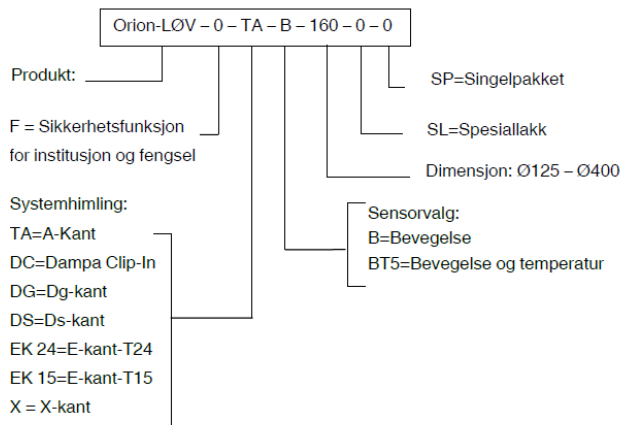 Orion-LØV – 0 – TA – B – 160 – 0 – 0
Produkt:
SP=Singelpakket
F = Sikkerhetsfunksjon
for institusjon og fengsel
SL=Spesiallakk
Dimensjon: Ø125 – Ø400
Systemhimling:
TA=A-Kant
DC=Dampa Clip-In
DG=Dg-kant
DS=Ds-kant
EK 24=E-kant-T24
EK 15=E-kant-T15
X = X-kant
Sensorvalg:
B=Bevegelse
BT5=Bevegelse og temperatur